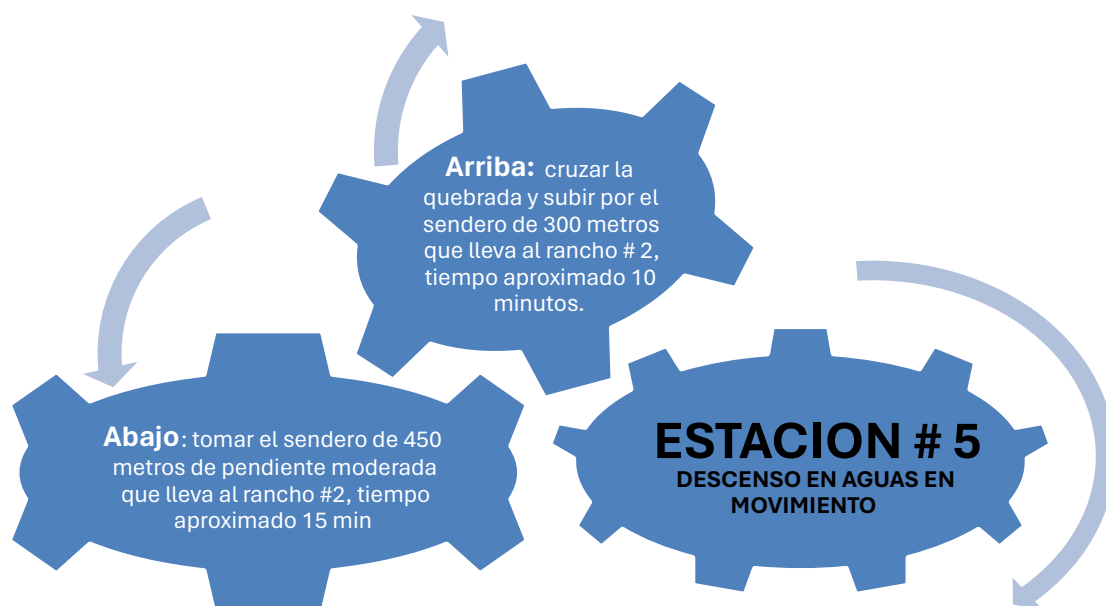 Arriba: cruzar la
quebrada y subir por el
sendero de 300 metros
que lleva al rancho # 2,
tiempo aproximado 10
minutos.
Abajo: tomar el sendero de 450
metros de pendiente moderada
que lleva al rancho #2, tiempo
aproximado 15 min
ESTACION # 5
DESCENSO EN AGUAS EN
MOVIMIENTO